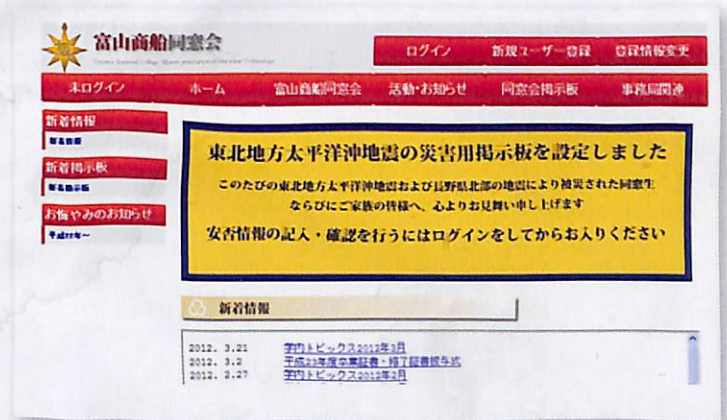 富山商船同窓会
ログイン 新規ユーザー登録 登録情報変更
未ログイン ホーム 富山商船同窓会 活動・お知らせ 同窓会掲示板 事務局関連
新着情報
新着掲示板
お悔やみのお知らせ
平成22年～
東北地方太平洋沖地震の災害用掲示板を設定しました
このたびの東北地方太平洋沖地震および長野県北部の地震により被災された同窓生
ならびにご家族の皆様へ、心よりお見舞い申し上げます
安否情報の記入・確認を行うにはログインをしてからお入りください
新着情報
2012. 3.21 学内トピックス2012年3月
2012. 3.2 平成23年度卒業証書・修了証書授与式
2012. 2.27 学内トピックス2012年2月